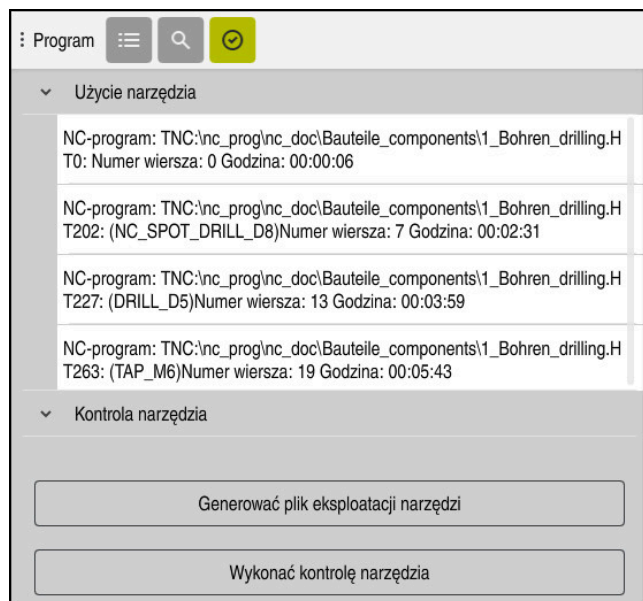 Program
Użycie narzędzia
NC-program: TNC:\nc_prog\nc_doc\Bauteile_components\1_Bohren_drilling.H
T0: Numer wiersza: 0 Godzina: 00:00:06
NC-program: TNC:\nc_prog\nc_doc\Bauteile_components\1_Bohren_drilling.H
T202: (NC_SPOT_DRILL_D8)Numer wiersza: 7 Godzina: 00:02:31
NC-program: TNC:\nc_prog\nc_doc\Bauteile_components\1_Bohren_drilling.H
T227: (DRILL_D5)Numer wiersza: 13 Godzina: 00:03:59
NC-program: TNC:\nc_prog\nc_doc\Bauteile_components\1_Bohren_drilling.H
T263: (TAP_M6)Numer wiersza: 19 Godzina: 00:05:43
Kontrola narzędzia
Generować plik eksploatacji narzędzi
Wykonać kontrolę narzędzia